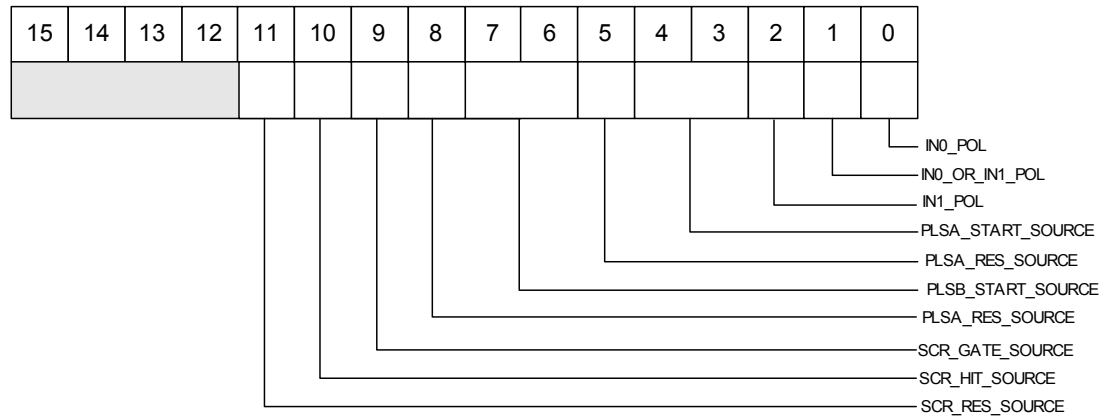 15 14 13 12 11 10 9 8 7 6 5 4 3 2 1 0
IN0_POL
IN0_OR_IN1_POL
IN1_POL
PLSA_START_SOURCE
PLSA_RES_SOURCE
PLSB_START_SOURCE
PLSA_RES_SOURCE
SCR_GATE_SOURCE
SCR_HIT_SOURCE
SCR_RES_SOURCE